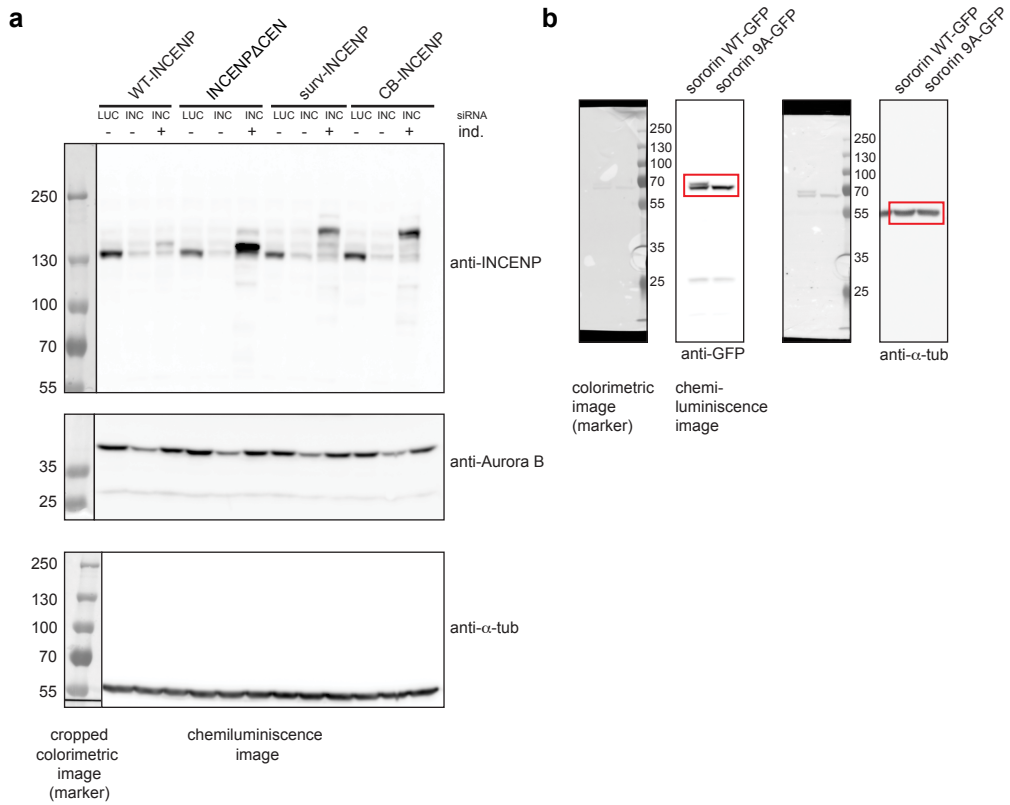 a
WT-INCENP INCENPΔCEN surv-INCENP CB-INCENP
LUC INC INC LUC INC INC LUC INC INC LUC INC INC siRNA
- - + - - + - - + - - + ind.
250
130
100
70
55
anti-INCENP
35
25
anti-Aurora B
250
130
100
70
55
anti-α-tub
cropped
colorimetric
image
(marker)
chemiluminiscence
image
b
sororin WT-GFP
sororin 9A-GFP
250
130
100
70
55
35
25
anti-GFP
colorimetric
image
(marker)
chemi-
luminiscence
image
sororin WT-GFP
sororin 9A-GFP
250
130
100
70
55
35
25
anti-α-tub